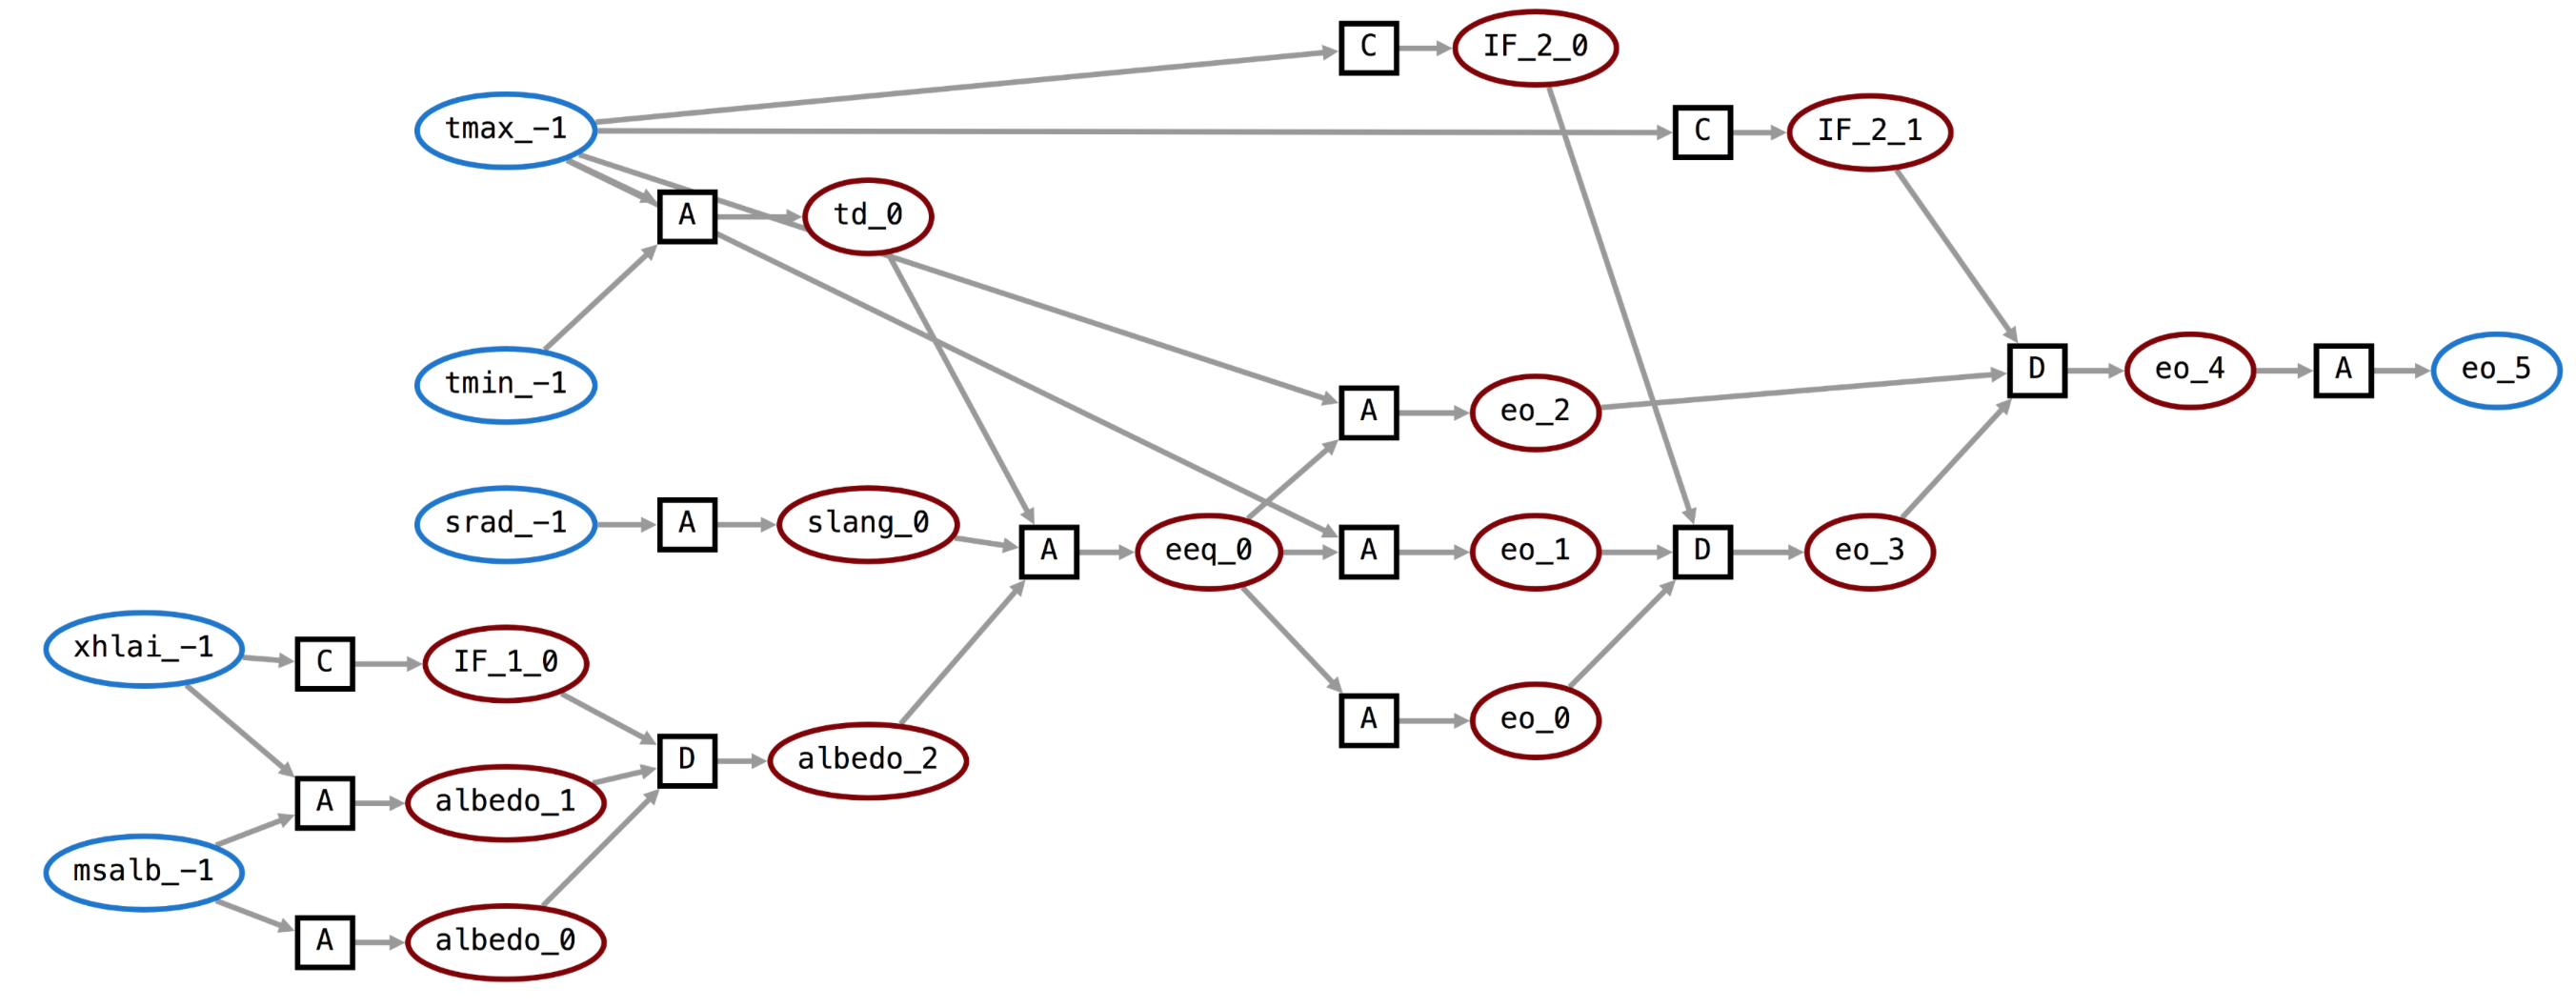 C
IF_2_0
tmax_−1
C
IF_2_1
A
td_0
tmin_−1
D
eo_4
A
eo_5
A
eo_2
srad_−1
A
slang_0
A
eeq_0
A
eo_1
D
eo_3
xhlai_−1
C
IF_1_0
A
eo_0
D
albedo_2
A
albedo_1
msalb_−1
A
albedo_0